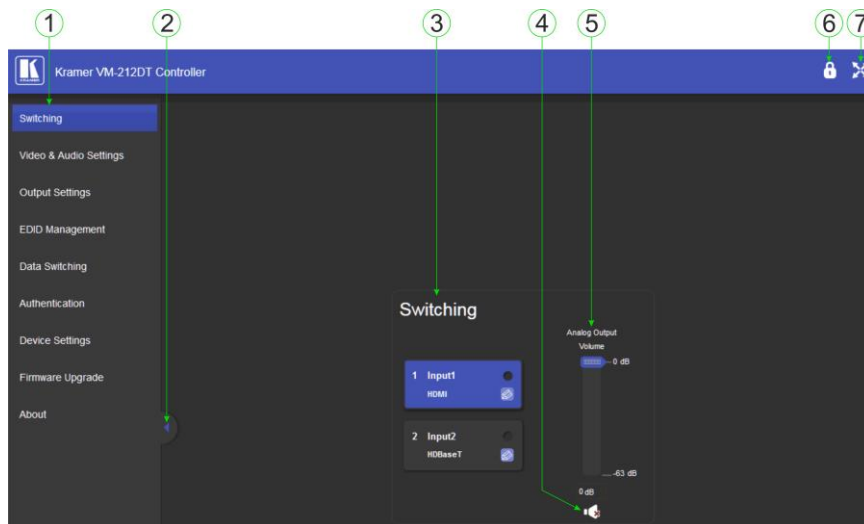 1 2 3 4 5 6 7
Kramer VM-212DT Controller
Switching
Video & Audio Settings
Output Settings
EDID Management
Data Switching
Authentication
Device Settings
Firmware Upgrade
About
Switching
1 Input1
HDMI
2 Input2
HDBaseT
Analog Output
Volume
0 dB
-63 dB
0 dB